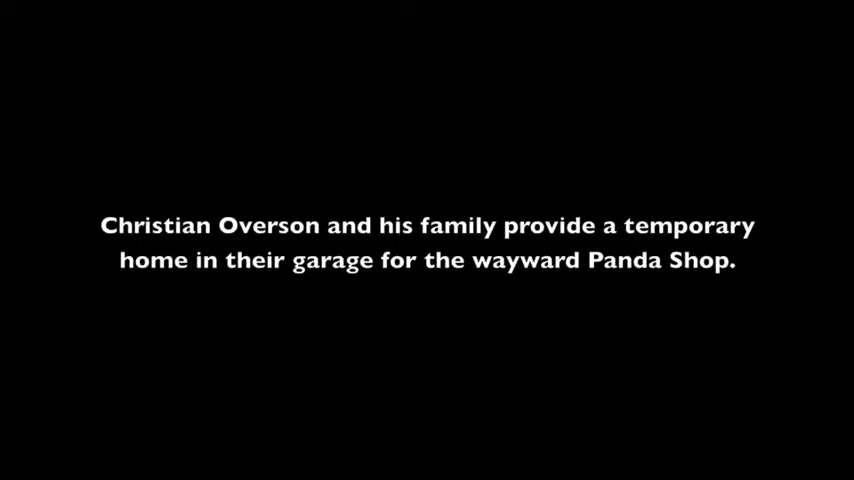 Christian Overson and his family provide a temporary
home in their garage for the wayward Panda Shop.